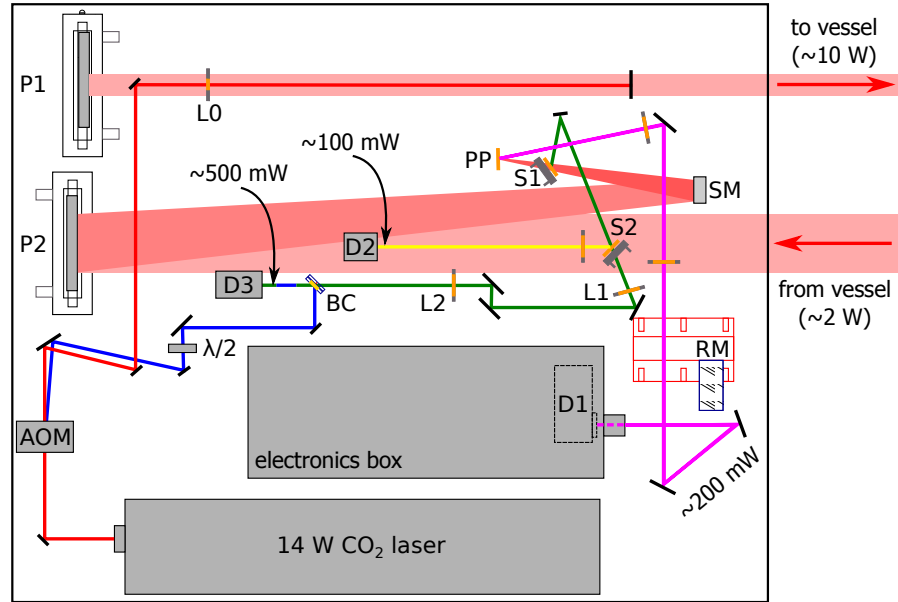 to vessel
(~10 W)
P1
L0
~100 mW
~500 mW
PP
S1
SM
P2
S2
D2
D3
BC
L2
L1
from vessel
(~2 W)
λ/2
RM
D1
AOM
electronics box
~200 mW
14 W CO₂ laser